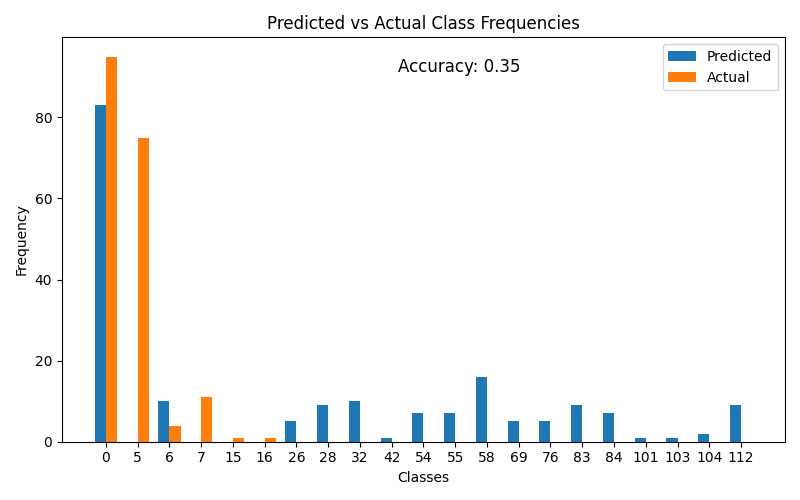 Predicted vs Actual Class Frequencies
Accuracy: 0.35
Predicted
Actual
Frequency
80
60
40
20
0
0 5 6 7 15 16 26 28 32 42 54 55 58 69 76 83 84 101 103 104 112
Classes